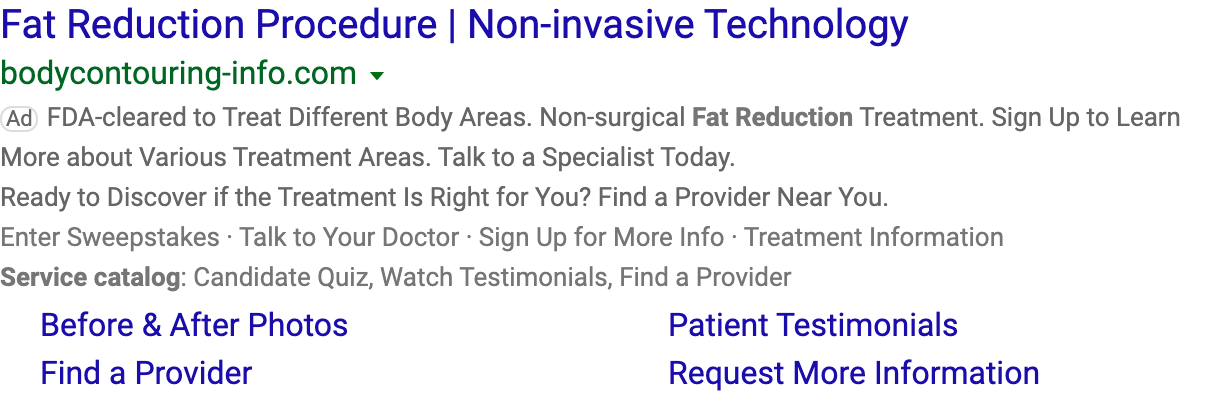 Fat Reduction Procedure | Non-invasive Technology
bodycontouring-info.com
Ad FDA-cleared to Treat Different Body Areas. Non-surgical Fat Reduction Treatment. Sign Up to Learn
More about Various Treatment Areas. Talk to a Specialist Today.
Ready to Discover if the Treatment Is Right for You? Find a Provider Near You.
Enter Sweepstakes · Talk to Your Doctor · Sign Up for More Info · Treatment Information
Service catalog: Candidate Quiz, Watch Testimonials, Find a Provider
Before & After Photos Patient Testimonials
Find a Provider Request More Information